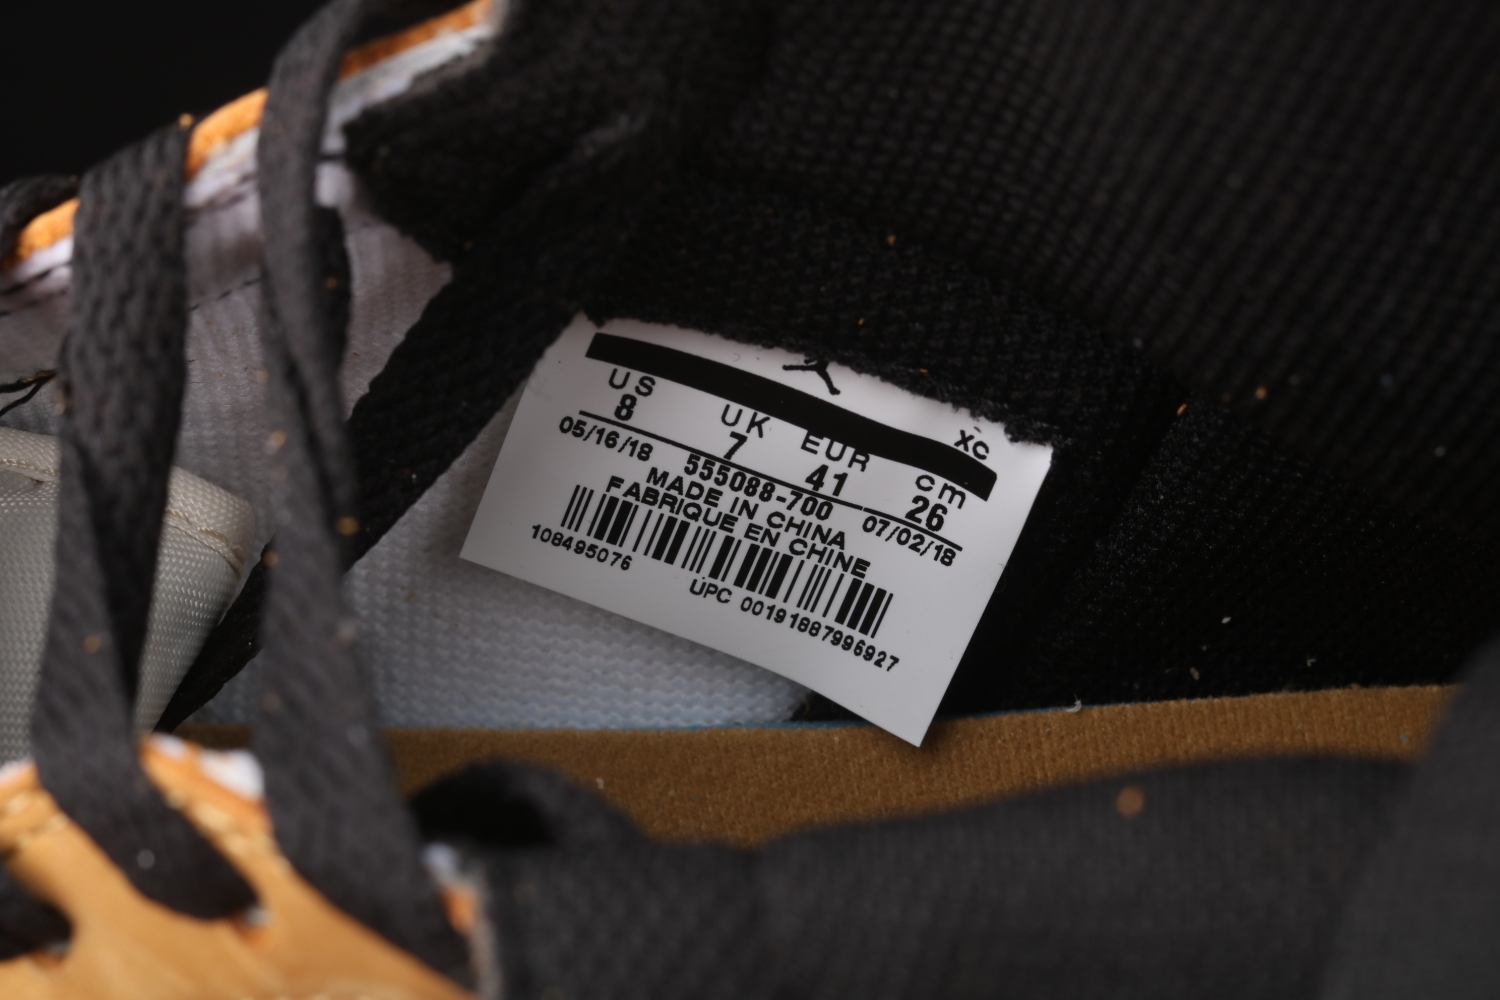 XC
US UK EUR cm
8 7 41 26
05/16/18 555088-700 07/02/18
MADE IN CHINA
FABRIQUE EN CHINE
108495076 UPC 00191887996927